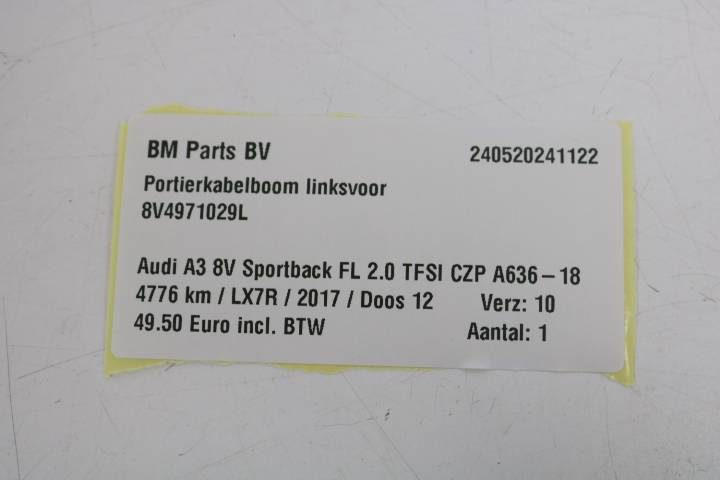 BM Parts BV 240520241122
Portierkabelboom linksvoor
8V4971029L
Audi A3 8V Sportback FL 2.0 TFSI CZP A636-18
4776 km / LX7R / 2017 / Doos 12 Verz: 10
49.50 Euro incl. BTW Aantal: 1